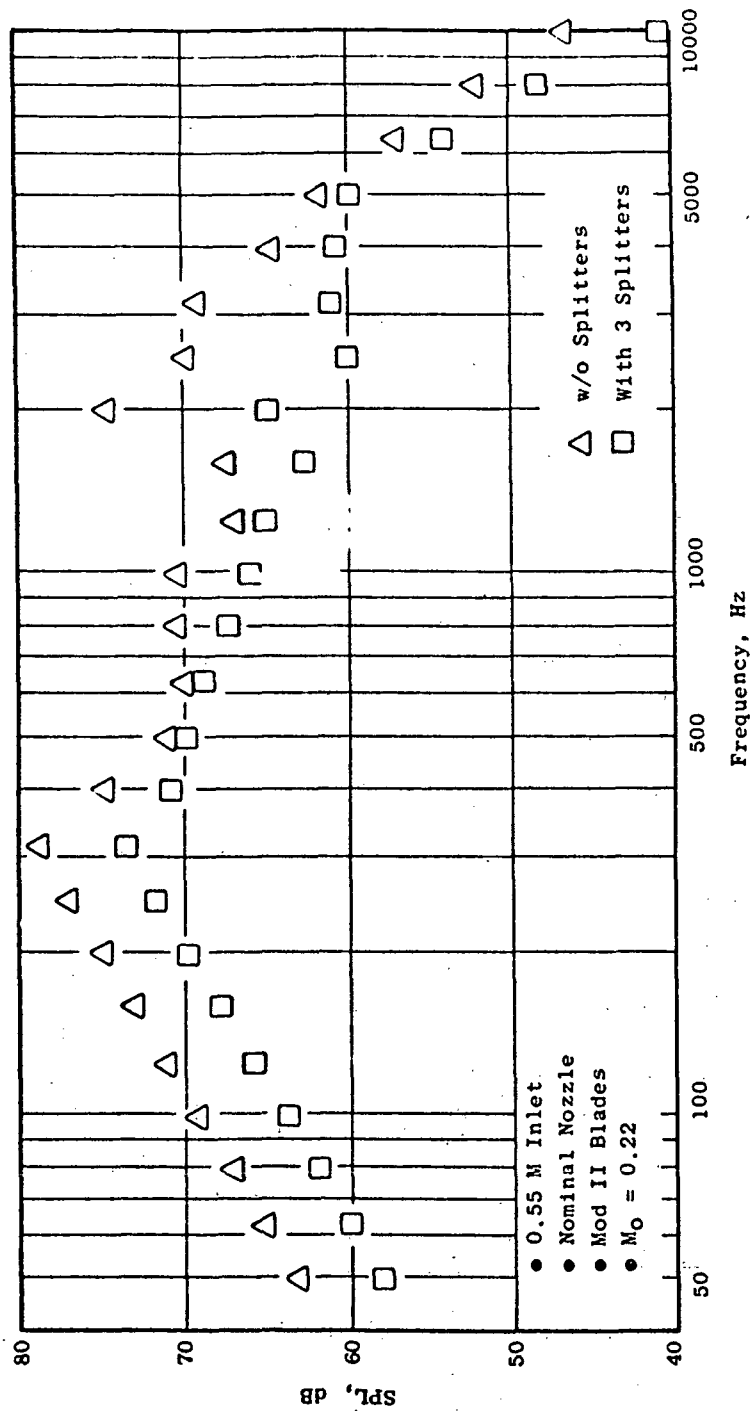 80
70
60
50
40
SPL, dB
50
100
500
1000
5000
10000
Frequency, Hz
● 0.55 M Inlet
● Nominal Nozzle
● Mod II Blades
● M₀ = 0.22
△ w/o Splitters
□ With 3 Splitters